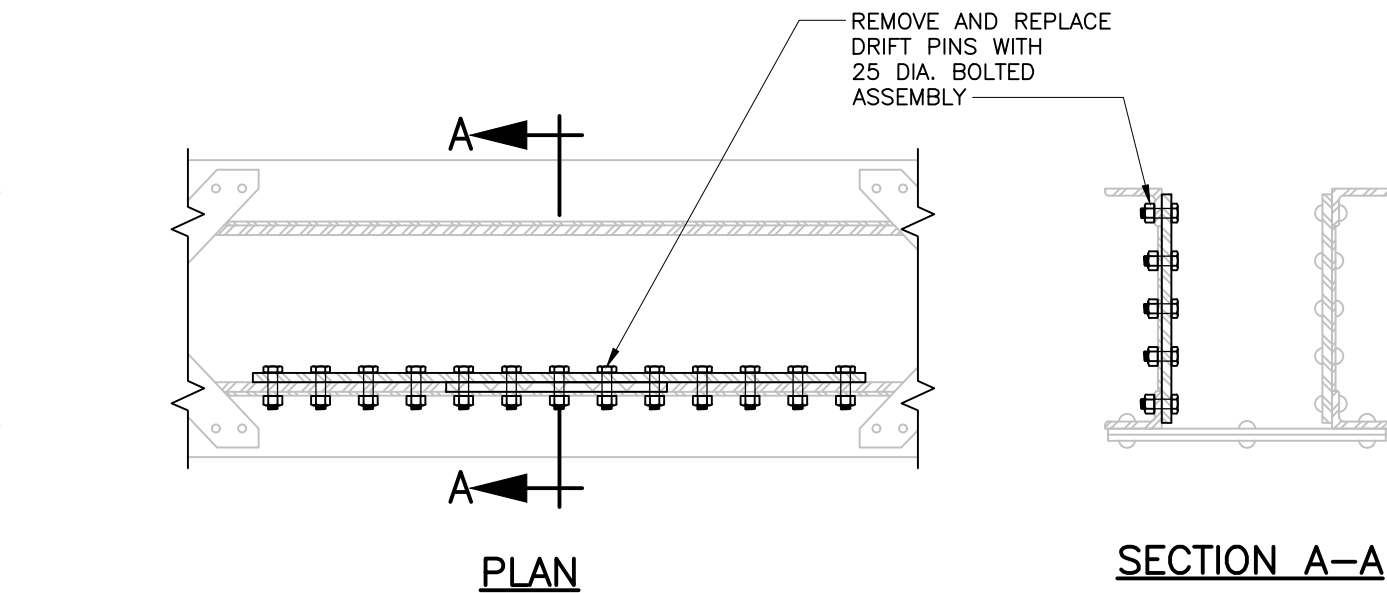 REMOVE AND REPLACE
DRIFT PINS WITH
25 DIA. BOLTED
ASSEMBLY
A
A
PLAN
SECTION A-A